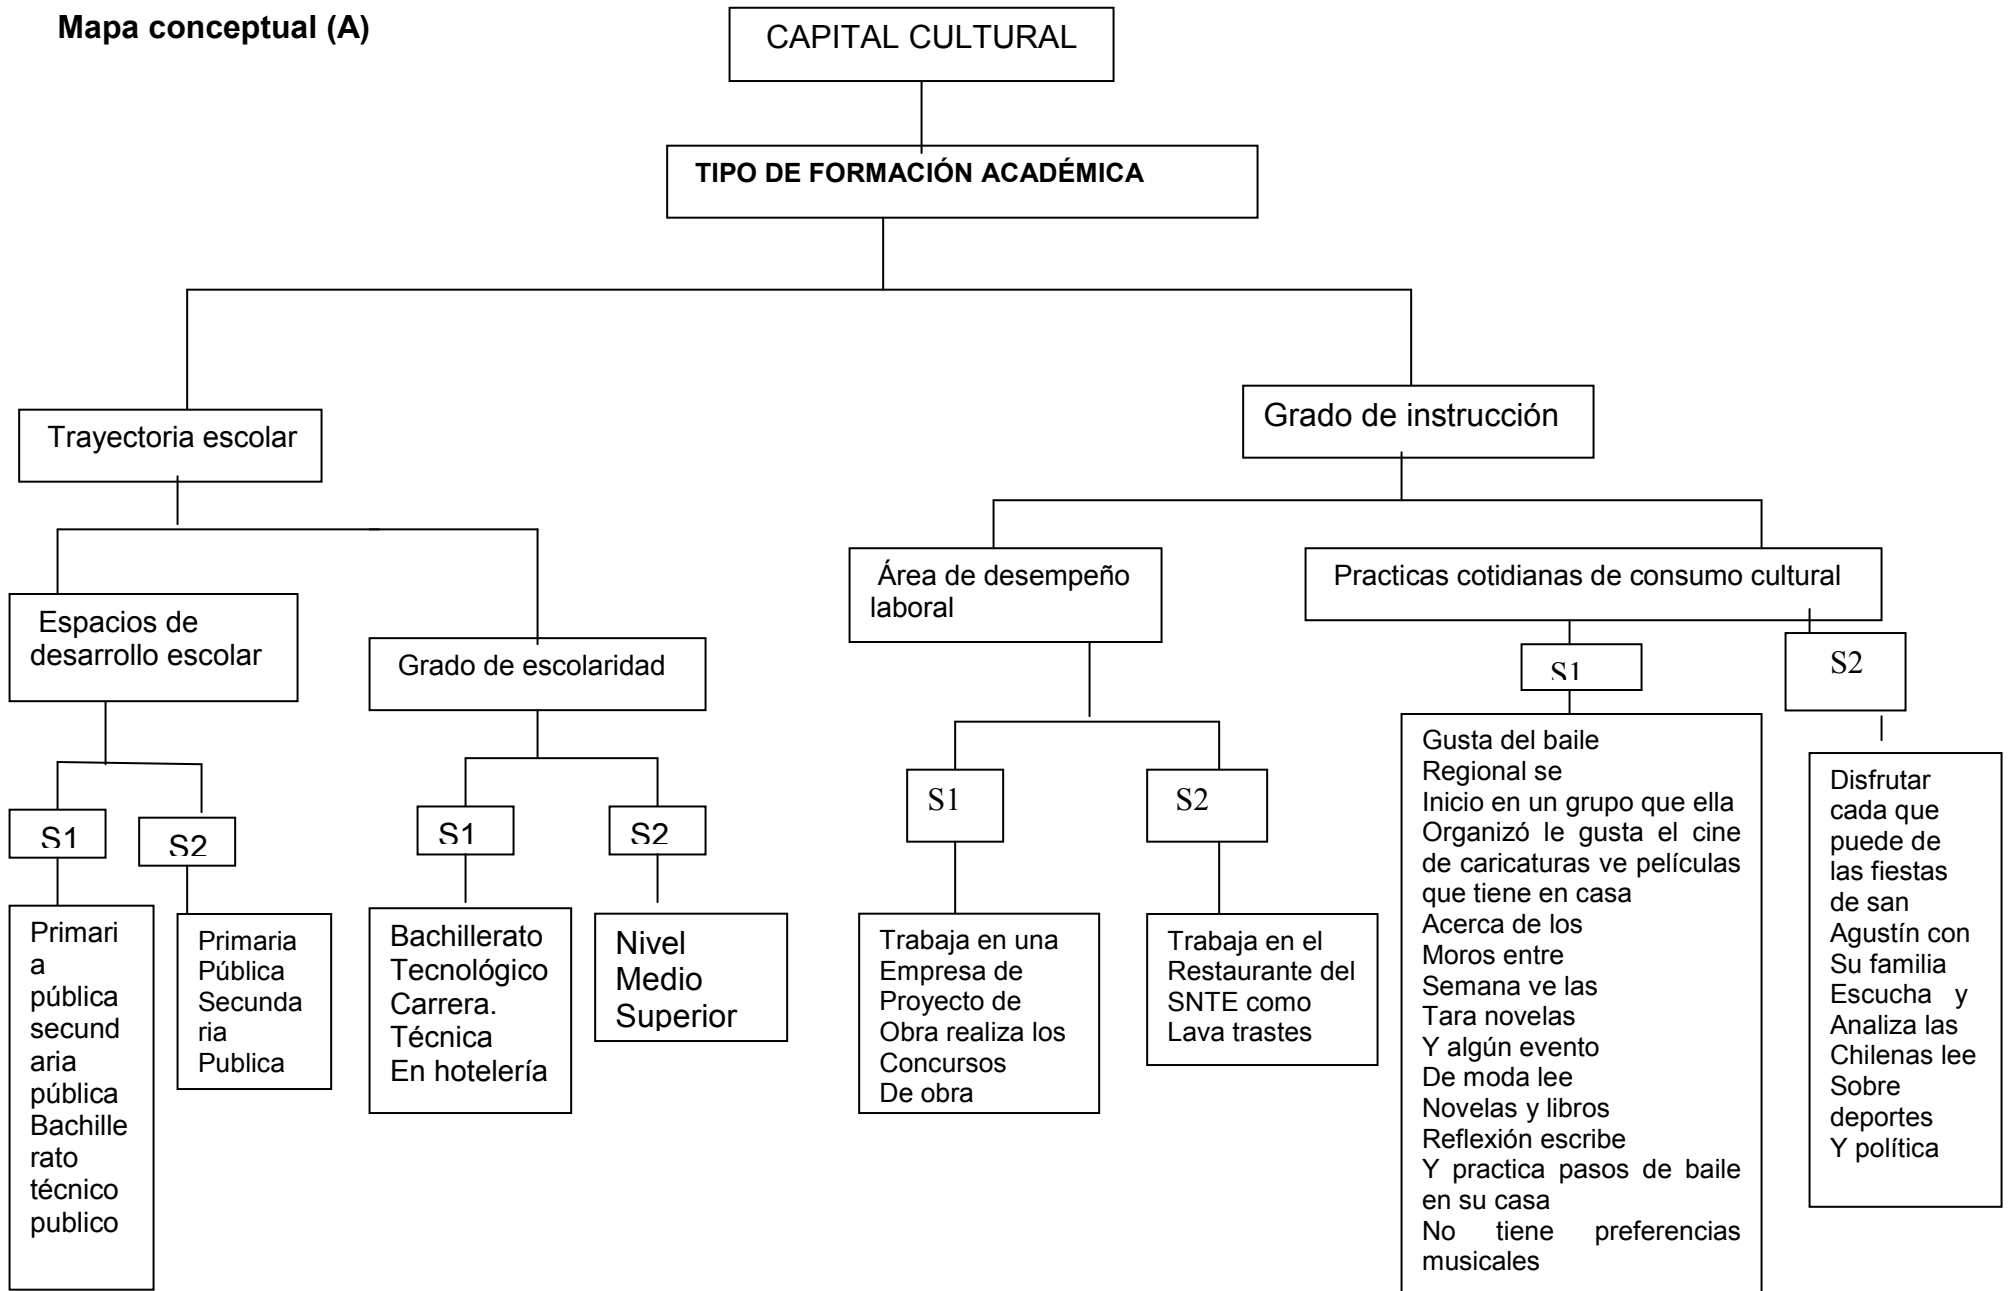 Mapa conceptual (A)
CAPITAL CULTURAL
TIPO DE FORMACIÓN ACADÉMICA
Trayectoria escolar
Grado de instrucción
Espacios de
desarrollo escolar
Grado de escolaridad
Área de desempeño
laboral
Practicas cotidianas de consumo cultural
S1
S2
S1
S2
S1
S2
S1
S2
Primari
a
pública
secund
aria
pública
Bachille
rato
técnico
publico
Primaria
Pública
Secunda
ria
Publica
Bachillerato
Tecnológico
Carrera.
Técnica
En hotelería
Nivel
Medio
Superior
Trabaja en una
Empresa de
Proyecto de
Obra realiza los
Concursos
De obra
Trabaja en el
Restaurante del
SNTE como
Lava trastes
Gusta del baile
Regional se
Inicio en un grupo que ella
Organizó le gusta el cine
de caricaturas ve películas
que tiene en casa
Acerca de los
Moros entre
Semana ve las
Tara novelas
Y algún evento
De moda lee
Novelas y libros
Reflexión escribe
Y practica pasos de baile
en su casa
No tiene preferencias
musicales
Disfrutar
cada que
puede de
las fiestas
de san
Agustín con
Su familia
Escucha y
Analiza las
Chilenas lee
Sobre
deportes
Y política